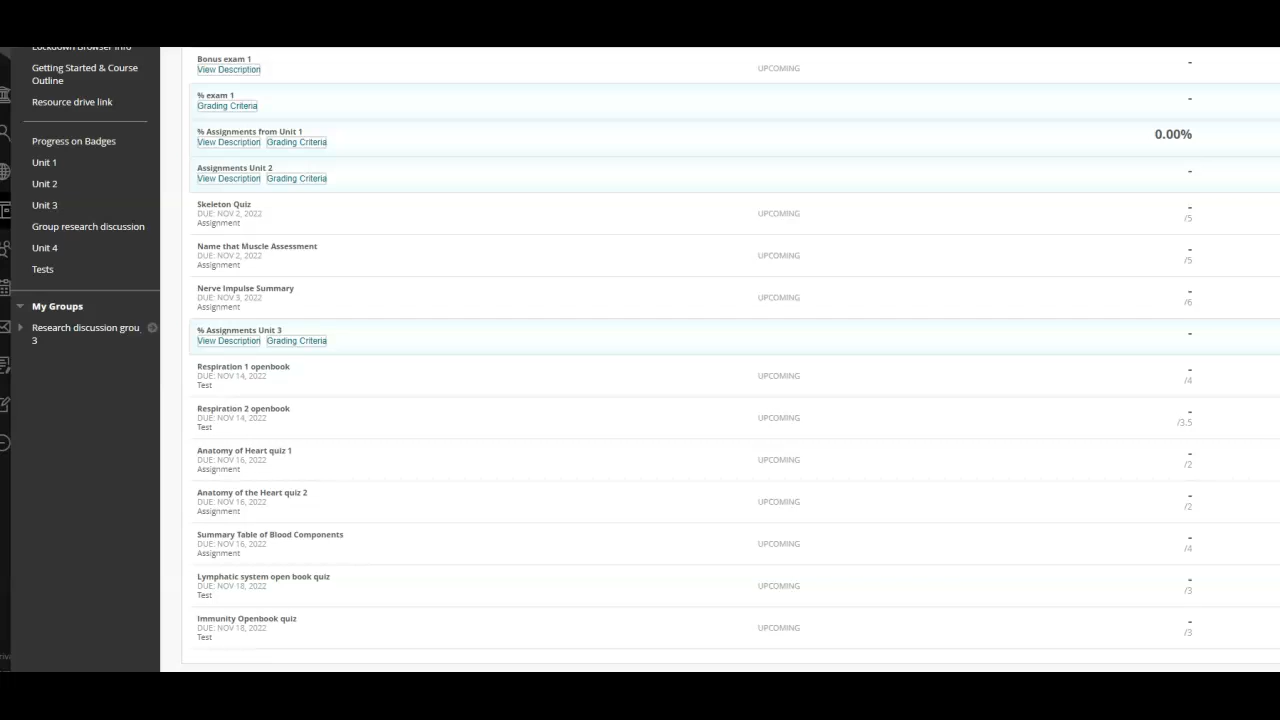 Lockdown Browser Info
Getting Started & Course
Outline
Resource drive link
Progress on Badges
Unit 1
Unit 2
Unit 3
Group research discussion
Unit 4
Tests
My Groups
Research discussion grou
3
Bonus exam 1
View Description
UPCOMING
-
% exam 1
Grading Criteria
-
% Assignments from Unit 1
View Description Grading Criteria
0.00%
Assignments Unit 2
View Description Grading Criteria
-
Skeleton Quiz
DUE: NOV 2, 2022
Assignment
UPCOMING
-
/5
Name that Muscle Assessment
DUE: NOV 2, 2022
Assignment
UPCOMING
-
/5
Nerve Impulse Summary
DUE: NOV 3, 2022
Assignment
UPCOMING
-
/6
% Assignments Unit 3
View Description Grading Criteria
-
Respiration 1 openbook
DUE: NOV 14, 2022
Test
UPCOMING
-
/4
Respiration 2 openbook
DUE: NOV 14, 2022
Test
UPCOMING
-
/3.5
Anatomy of Heart quiz 1
DUE: NOV 16, 2022
Assignment
UPCOMING
-
/2
Anatomy of the Heart quiz 2
DUE: NOV 16, 2022
Assignment
UPCOMING
-
/2
Summary Table of Blood Components
DUE: NOV 16, 2022
Assignment
UPCOMING
-
/4
Lymphatic system open book quiz
DUE: NOV 18, 2022
Test
UPCOMING
-
/3
Immunity Openbook quiz
DUE: NOV 18, 2022
Test
UPCOMING
-
/3